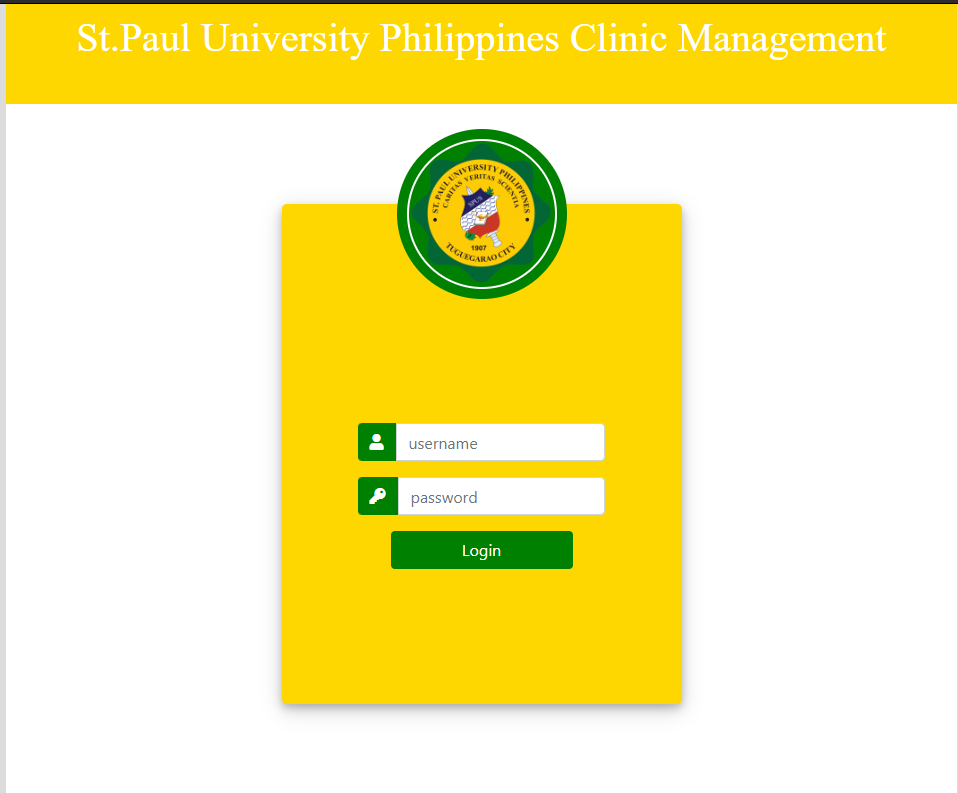 St.Paul University Philippines Clinic Management
ST. PAUL UNIVERSITY PHILIPPINES
CARITAS VERITAS SCIENTIA
SPUP
1907
TUGUEGARAO CITY
username
password
Login